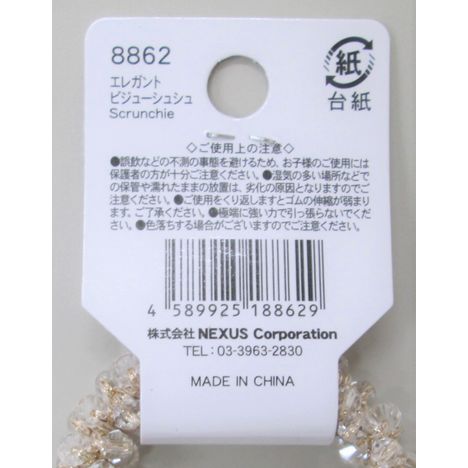 8862
エレガント
ビジューシュシュ
Scrunchie
紙
台紙
◇ご使用上の注意◇
●誤飲などの不測の事態を避けるため、お子様のご使用には
保護者の方が十分ご注意ください。●湿気の多い場所などで
の保管や濡れたままの放置は、劣化の原因となりますのでご
注意ください。●ご使用をくり返しますとゴムの伸縮が弱まり
ます。ご了承ください。●極端に強い力で引っ張らないでくだ
さい。●色落ちする場合がございますのでご注意ください。
4 589925 188629
株式会社 NEXUS Corporation
TEL：03-3963-2830
MADE IN CHINA